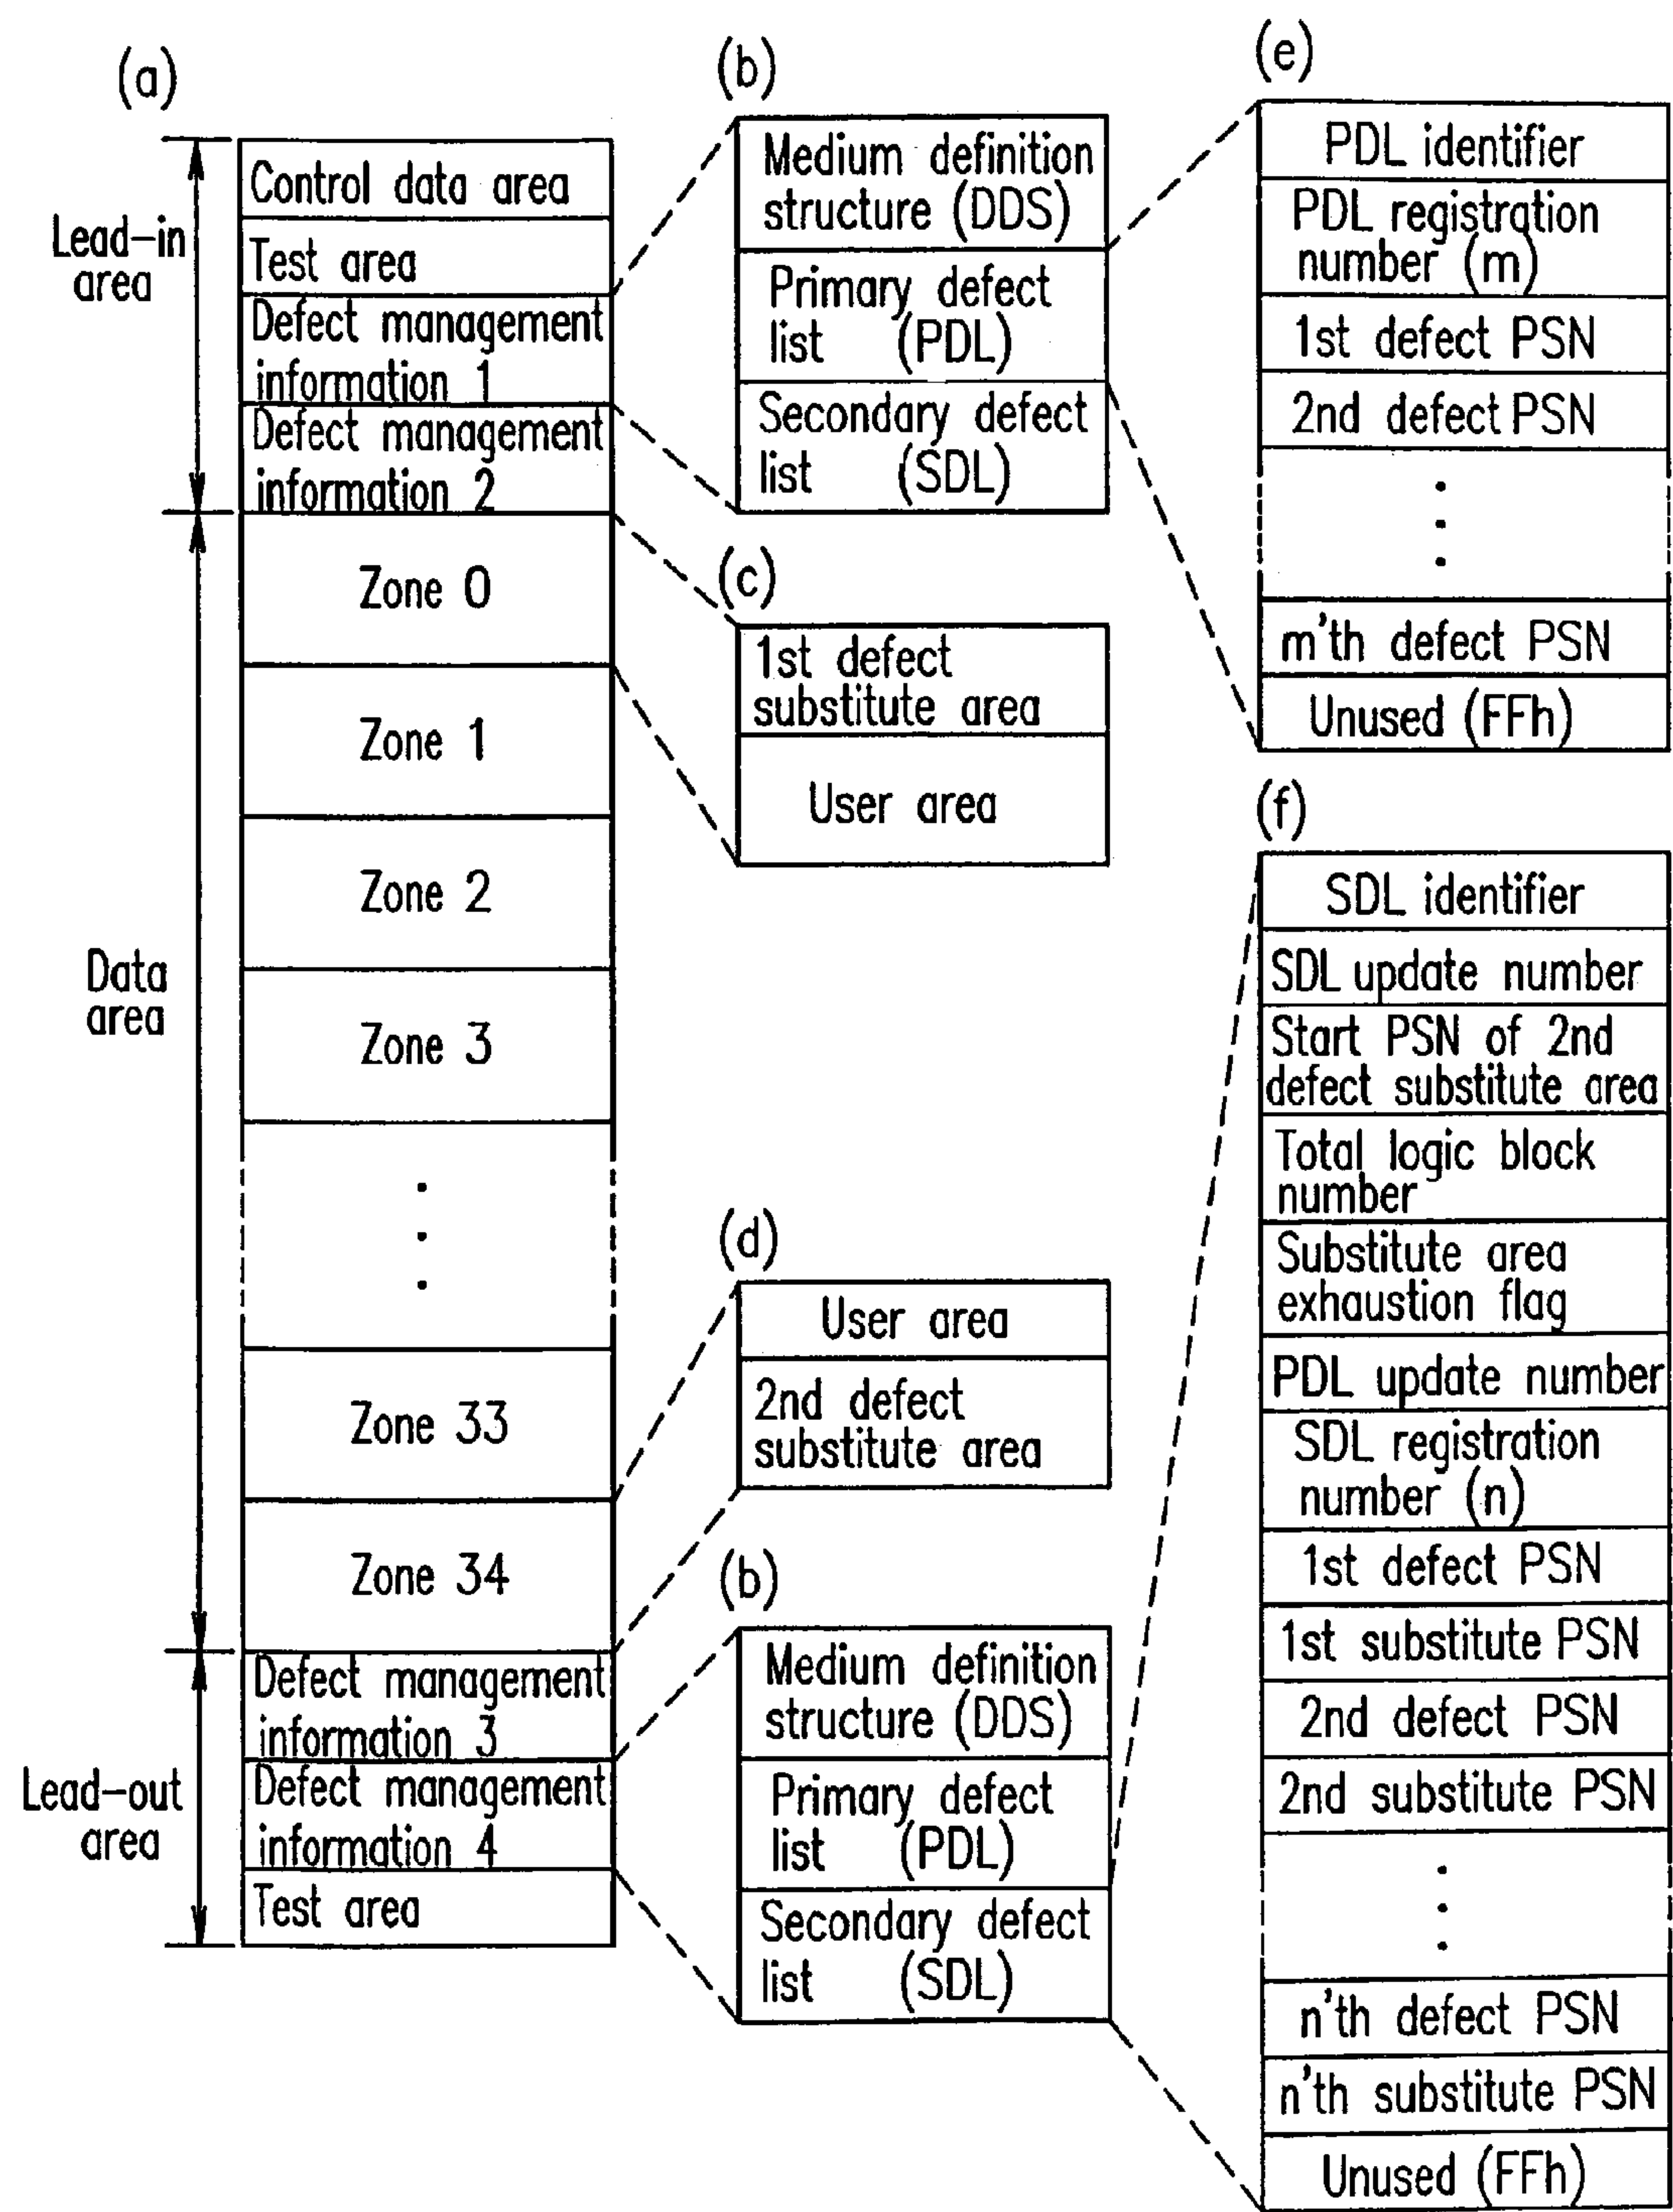 (a)
Lead-in
area
Data
area
Lead-out
area
Control data area
Test area
Defect management
information 1
Defect management
information 2
Zone 0
Zone 1
Zone 2
Zone 3
Zone 33
Zone 34
Defect management
information 3
Defect management
information 4
Test area
(b)
Medium definition
structure (DDS)
Primary defect
list (PDL)
Secondary defect
list (SDL)
(c)
1st defect
substitute area
User area
(d)
User area
2nd defect
substitute area
(b)
Medium definition
structure (DDS)
Primary defect
list (PDL)
Secondary defect
list (SDL)
(e)
PDL identifier
PDL registration
number (m)
1st defect PSN
2nd defect PSN
m'th defect PSN
Unused (FFh)
(f)
SDL identifier
SDL update number
Start PSN of 2nd
defect substitute area
Total logic block
number
Substitute area
exhaustion flag
PDL update number
SDL registration
number (n)
1st defect PSN
1st substitute PSN
2nd defect PSN
2nd substitute PSN
n'th defect PSN
n'th substitute PSN
Unused (FFh)